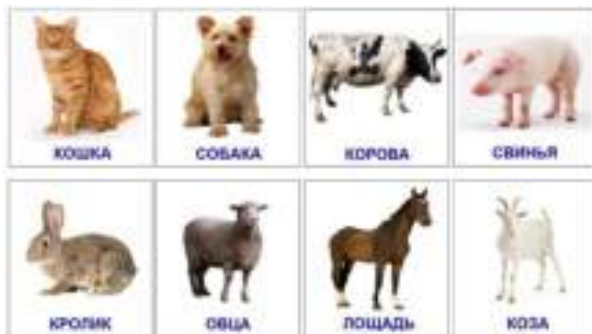 КОШКА
СОБАКА
КОРОВА
СВИНЬЯ
КРОЛИК
ОВЦА
ЛОШАДЬ
КОЗА